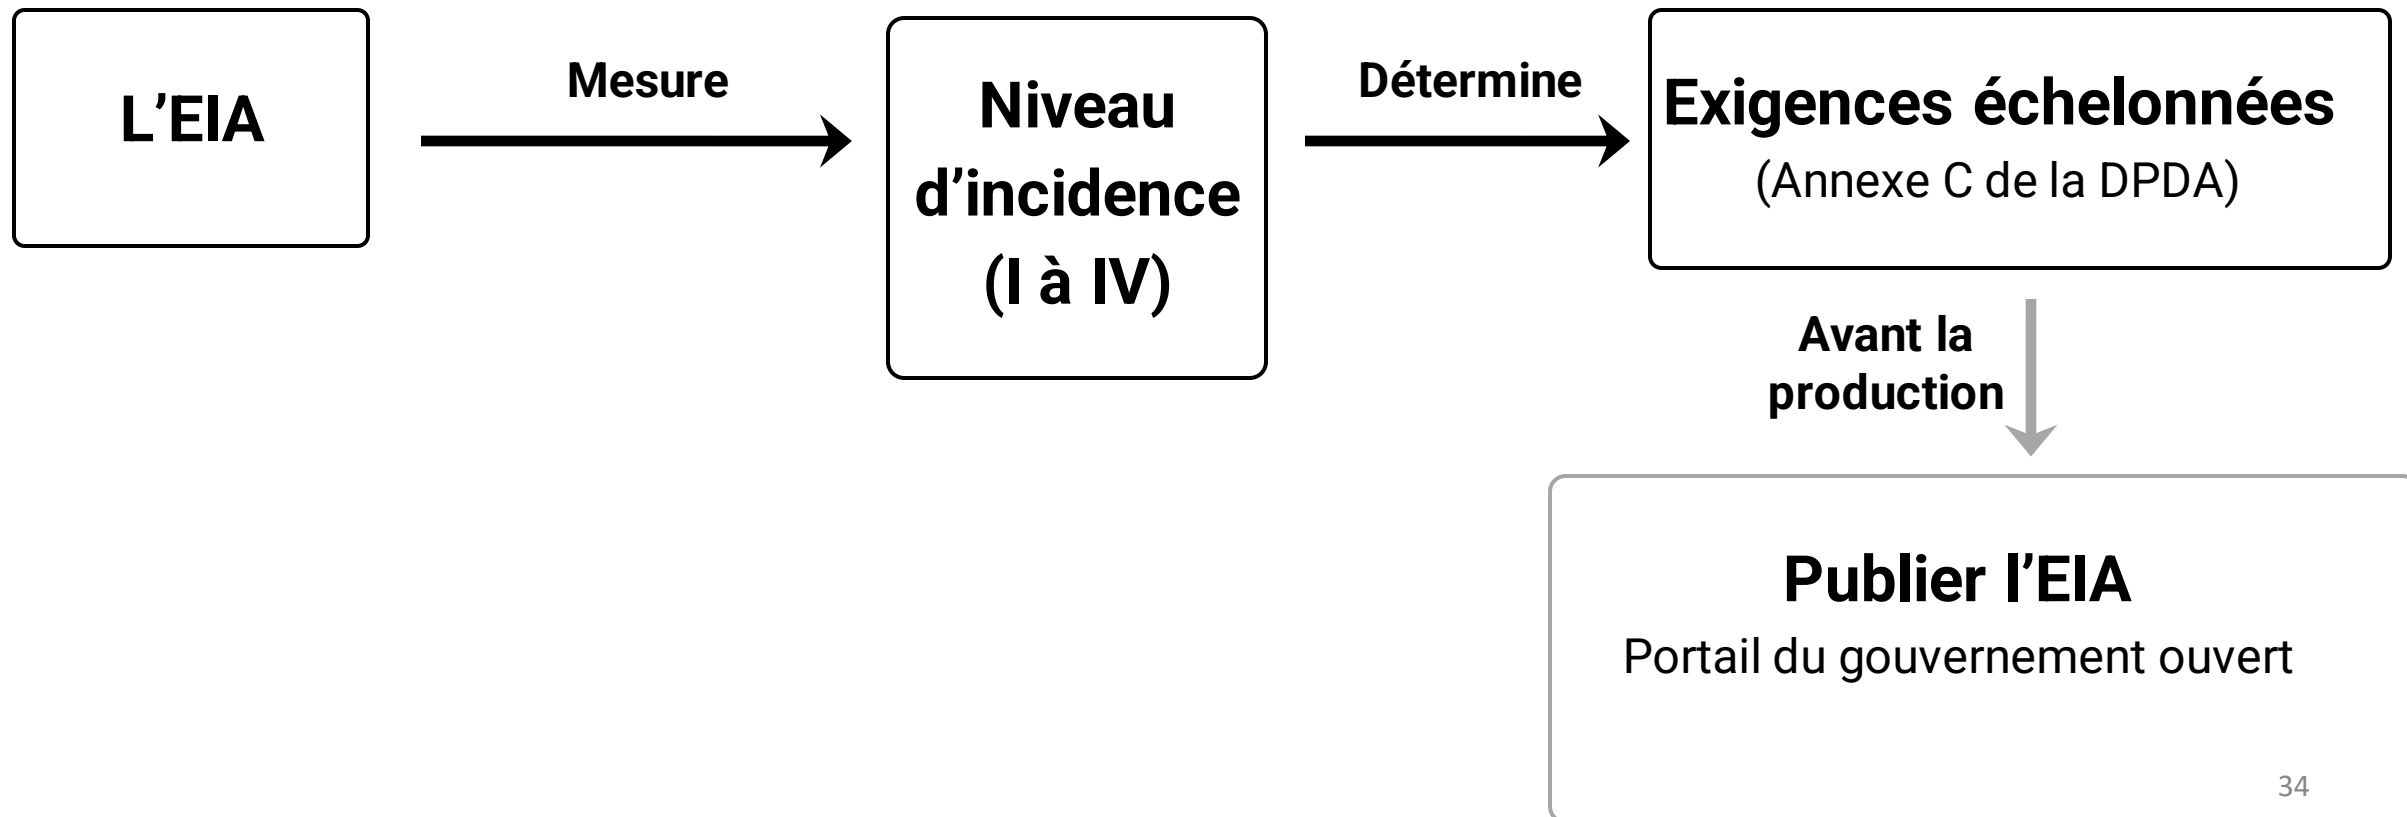 L’EIA
Mesure
Niveau
d’incidence
(I à IV)
Détermine
Exigences échelonnées
(Annexe C de la DPDA)
Avant la
production
Publier l’EIA
Portail du gouvernement ouvert
34